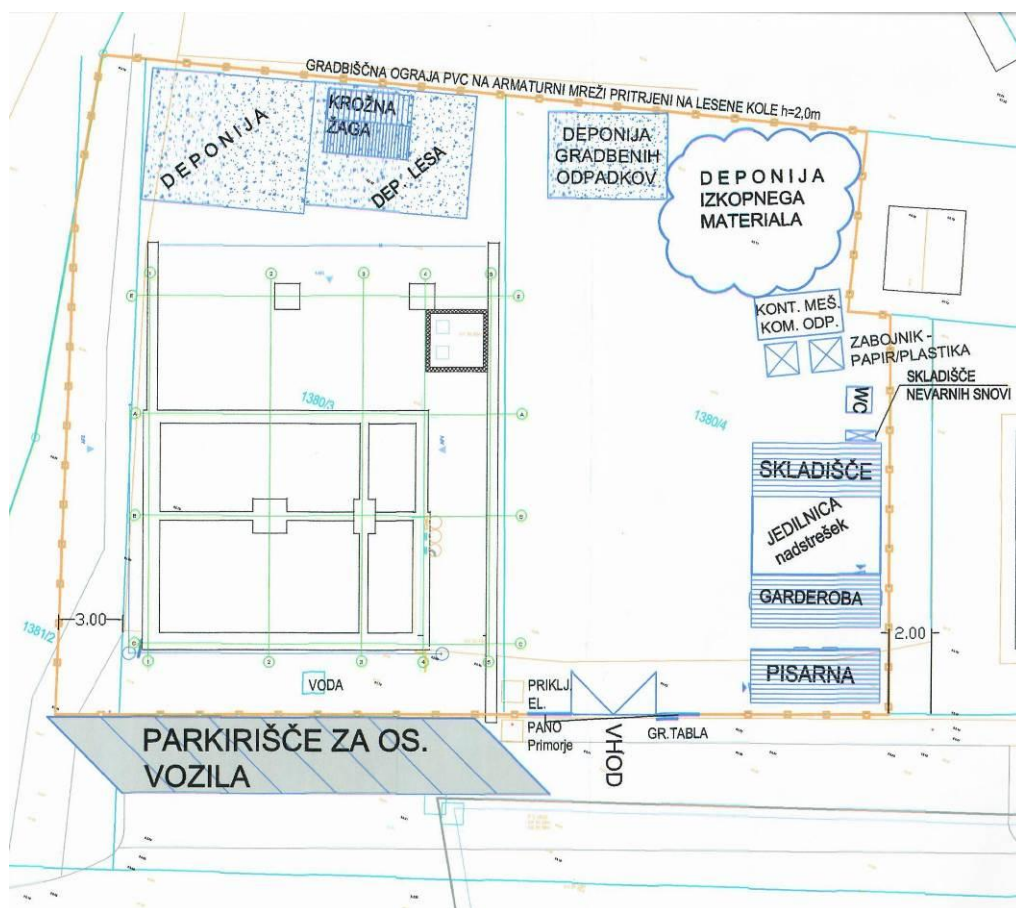 GRADBIŠČNA OGRAJA PVC NA ARMATURNI MREŽI PRITRJENI NA LESENE KOLE h=2,0m
DEPONIJA
KROŽNA
ŽAGA
DEP. LESA
DEPONIJA
GRADBENIH
ODPADKOV
DEPONIJA
IZKOPNEGA
MATERIALA
KONT. MEŠ.
KOM. ODP.
ZABOJNIK -
PAPIR/PLASTIKA
SKLADIŠČE
NEVARNIH SNOVI
WC
1380/3
1380/4
SKLADIŠČE
JEDILNICA
nadstrešek
GARDEROBA
PISARNA
1381/2
3.00
2.00
VODA
PRIKLJ.
EL.
PANO
Primorje
VHOD
GR.TABLA
PARKIRIŠČE ZA OS.
VOZILA